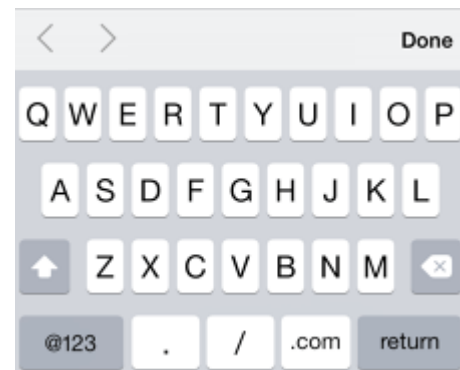 Done
Q W E R T Y U I O P
A S D F G H J K L
Z X C V B N M
@123 . / .com return